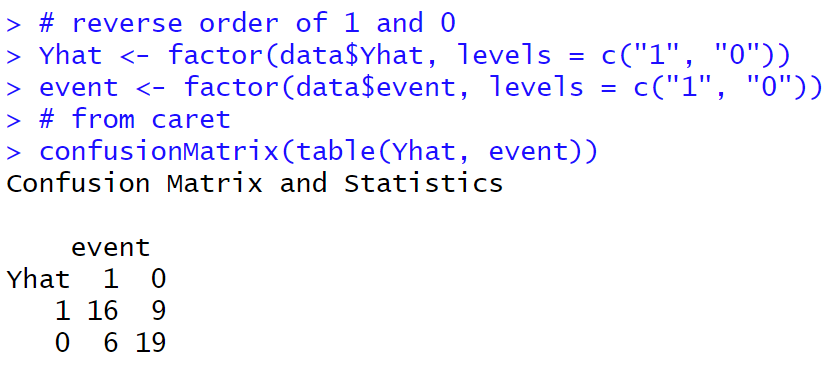 > # reverse order of 1 and 0
> Yhat <- factor(data$Yhat, levels = c("1", "0"))
> event <- factor(data$event, levels = c("1", "0"))
> # from caret
> confusionMatrix(table(Yhat, event))
Confusion Matrix and Statistics
    event
Yhat  1  0
   1 16  9
   0  6 19